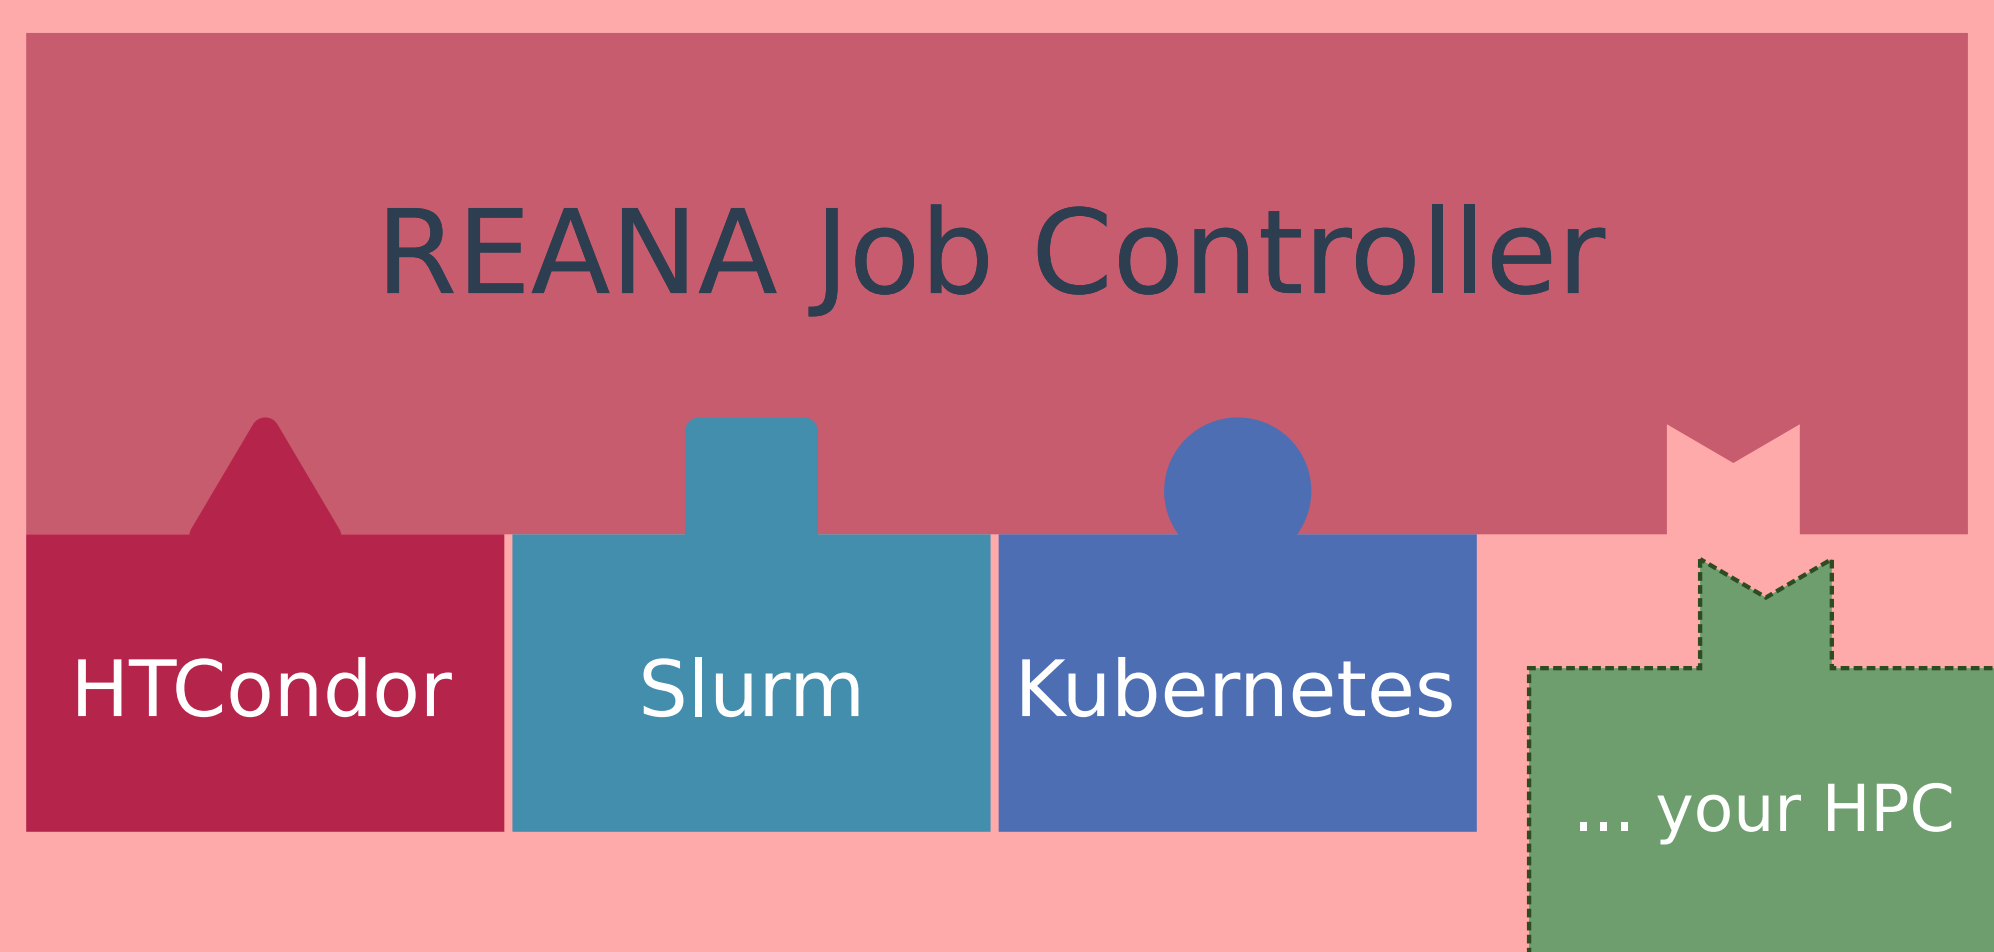 REANA Job Controller
HTCondor
Slurm
Kubernetes
... your HPC